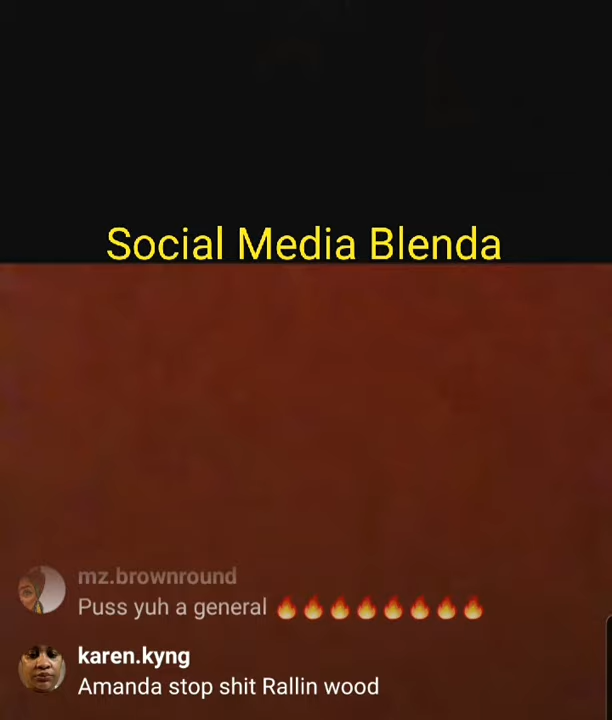 Social Media Blenda
mz.brownround
Puss yuh a general 🔥🔥🔥🔥🔥🔥🔥🔥
karen.kyng
Amanda stop shit Rallin wood